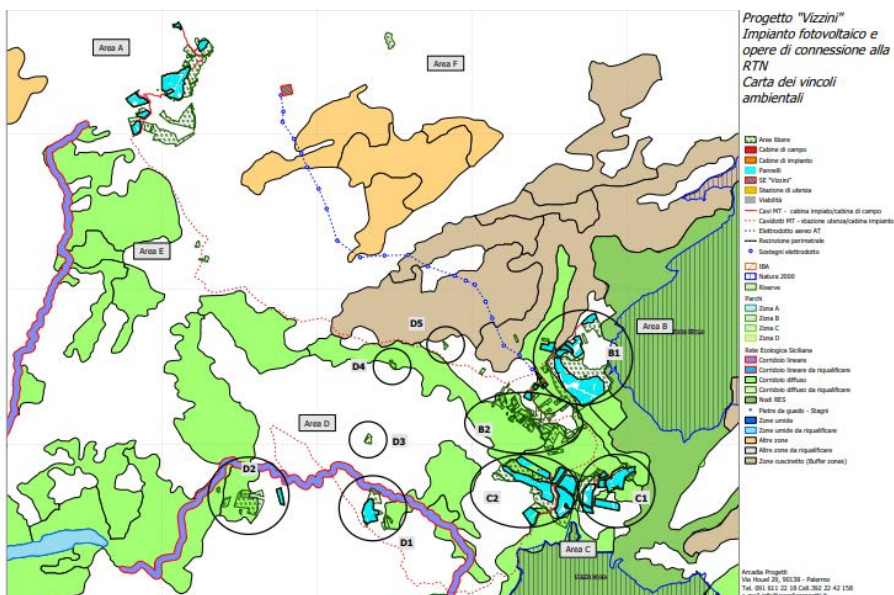 Progetto "Vizzini"
Impianto fotovoltaico e
opere di connessione alla
RTN
Carta dei vincoli
ambientali
Area A
Area F
Area E
Area B
Area D
Area C
D5
D4
B1
B2
D3
D2
C2
C1
D1
Aree libere
Cabine di campo
Cabine di impianto
Pannelli
SE "Vizzini"
Stazione di utenza
Viabilità
Cavi MT - cabina impiato/cabina di campo
Cavidotti MT - stazione utenza/cabina impianto
Elettrodotto aereo AT
Recinzione perimetrale
Sostegni elettrodotto
IBA
Natura 2000
Riserve
Parchi
Zona A
Zona B
Zona C
Zona D
Rete Ecologica Siciliana
Corridoio lineare
Corridoio lineare da riqualificare
Corridoio diffuso
Corridoio diffuso da riqualificare
Nodi RES
Pietre da guado - Stagni
Zone umide
Zone umide da riqualificare
Altre zone
Altre zone da riqualificare
Zone cuscinetto (Buffer zones)
Arcadia Progetti
Via Houel 29, 90138 - Palermo
Tel. 091 611 22 18 Cell.392 22 42 158